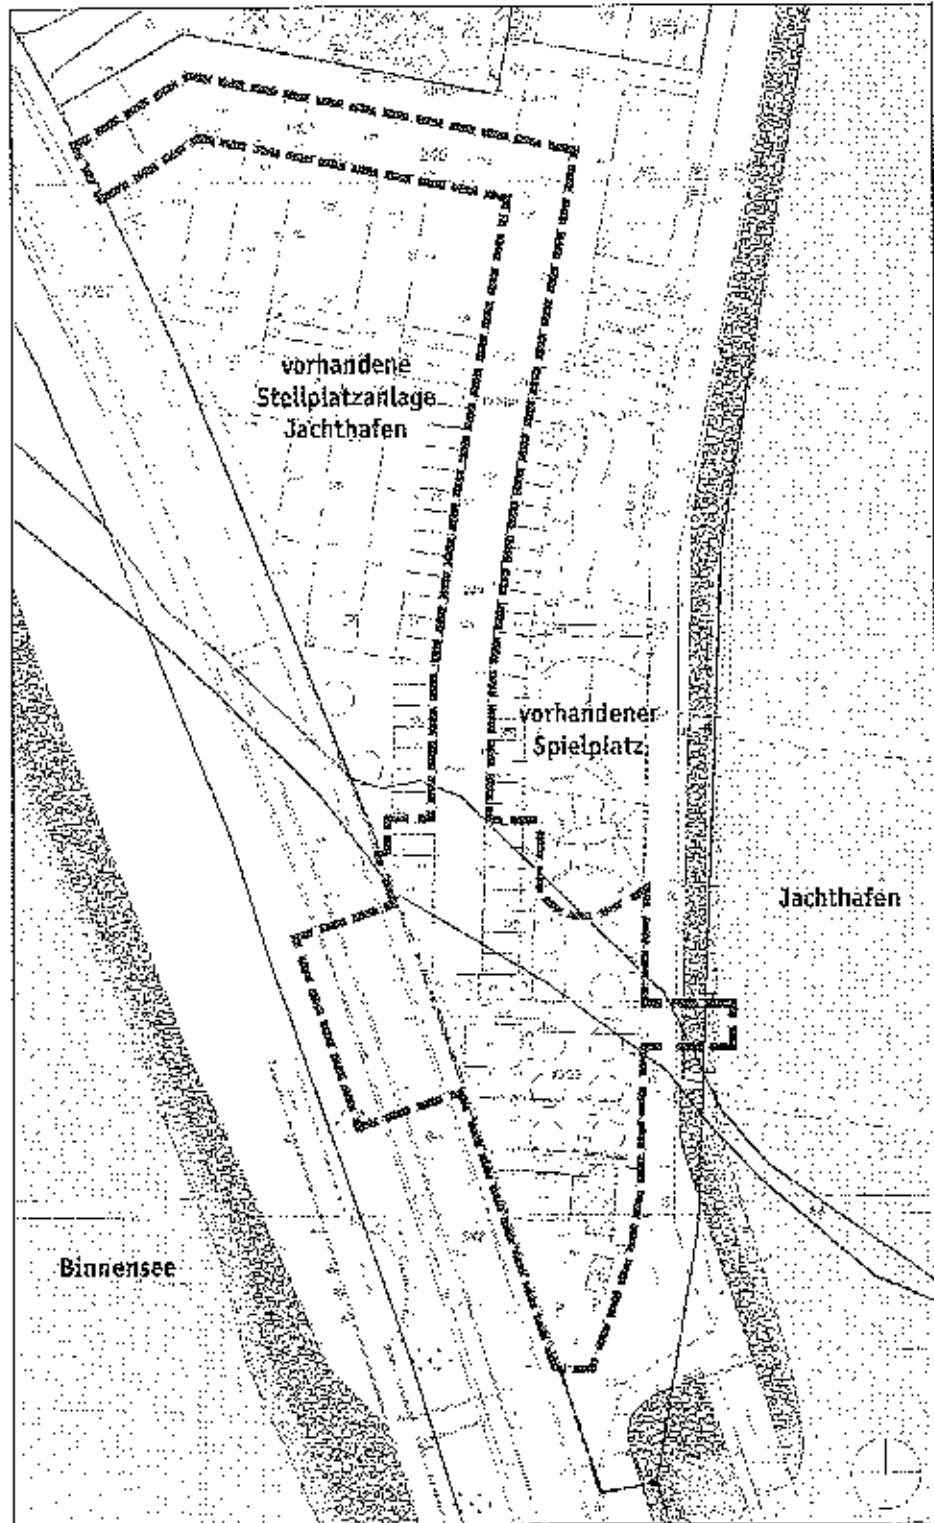 vorhandene
Stellplatzanlage
Jachthafen
vorhandener
Spielplatz
Jachthafen
Binnensee